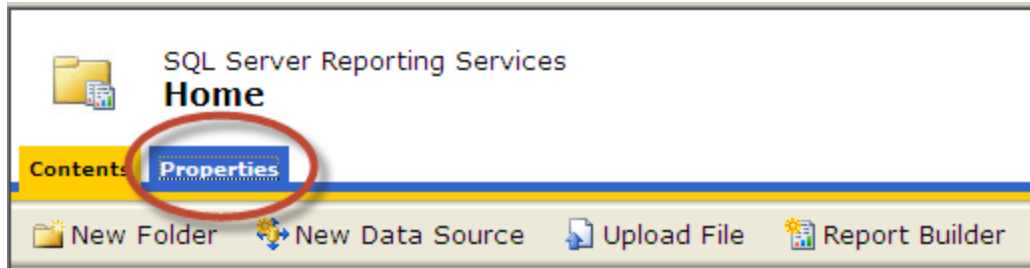 SQL Server Reporting Services
Home
Contents Properties
New Folder New Data Source Upload File Report Builder